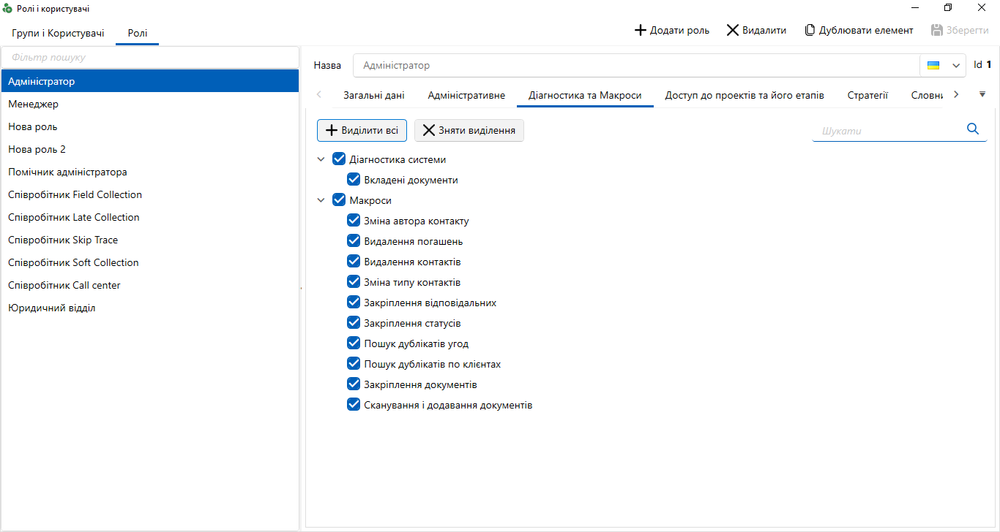 Ролі і користувачі
Групи і Користувачі Ролі
Додати роль Видалити Дублювати елемент Зберегти
Фільтр пошуку
Адміністратор
Менеджер
Нова роль
Нова роль 2
Помічник адміністратора
Співробітник Field Collection
Співробітник Late Collection
Співробітник Skip Trace
Співробітник Soft Collection
Співробітник Call center
Юридичний відділ
Назва Адміністратор Id 1
Загальні дані Адміністративне Діагностика та Макроси Доступ до проектів та його етапів Стратегії Словни
Виділити всі Зняти виділення Шукати
Діагностика системи
Вкладені документи
Макроси
Зміна автора контакту
Видалення погашень
Видалення контактів
Зміна типу контактів
Закріплення відповідальних
Закріплення статусів
Пошук дублікатів угод
Пошук дублікатів по клієнтах
Закріплення документів
Сканування і додавання документів